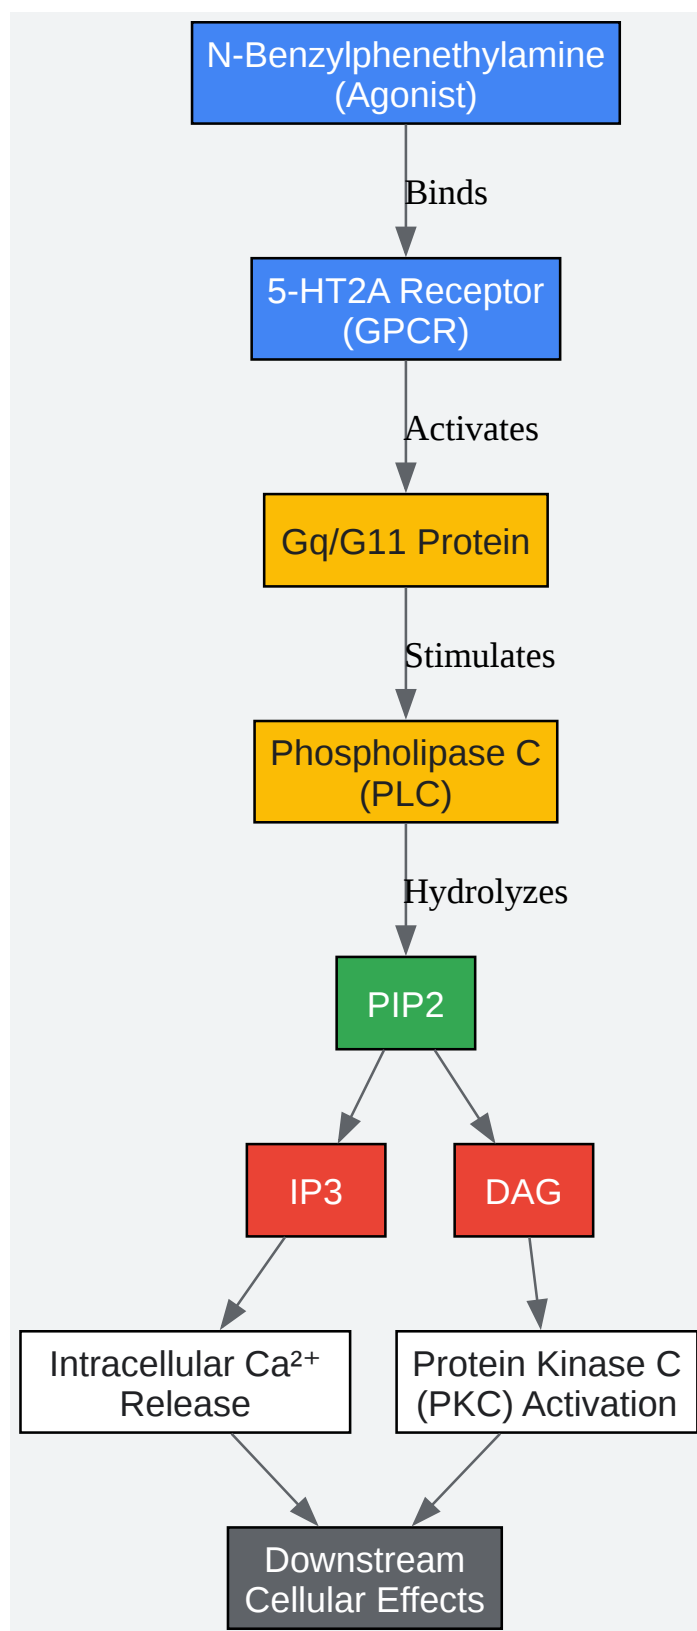 N-Benzylphenethylamine
(Agonist)
Binds
5-HT2A Receptor
(GPCR)
Activates
Gq/G11 Protein
Stimulates
Phospholipase C
(PLC)
Hydrolyzes
PIP2
IP3
DAG
Intracellular Ca²⁺
Release
Protein Kinase C
(PKC) Activation
Downstream
Cellular Effects